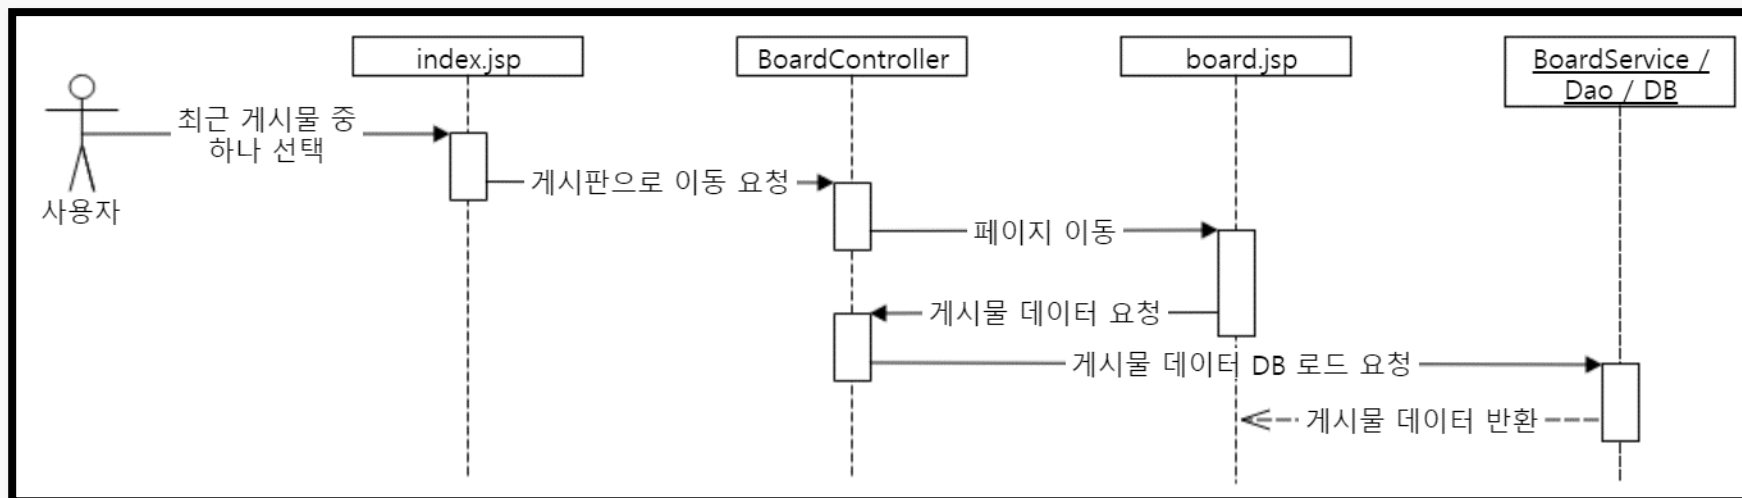 index.jsp
BoardController
board.jsp
BoardService /
Dao / DB
최근 게시물 중
하나 선택
사용자
게시판으로 이동 요청
페이지 이동
게시물 데이터 요청
게시물 데이터 DB 로드 요청
게시물 데이터 반환